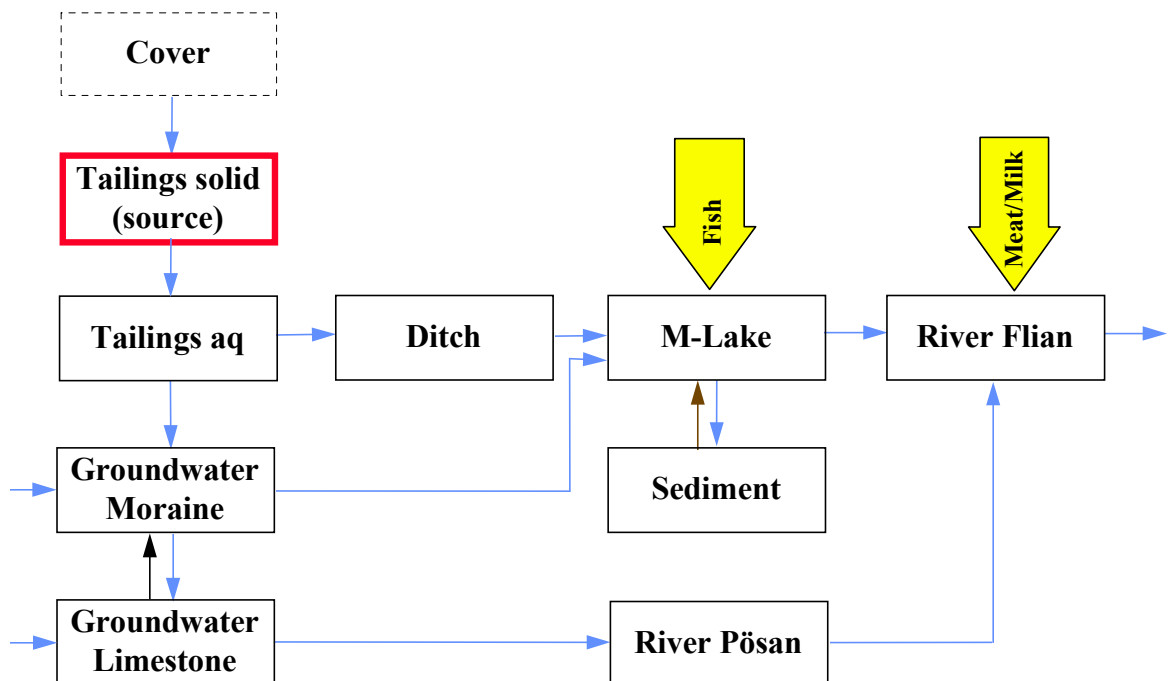 Cover
Tailings solid
(source)
Fish
Meat/Milk
Tailings aq
Ditch
M-Lake
River Flian
Groundwater
Moraine
Sediment
Groundwater
Limestone
River Pösan